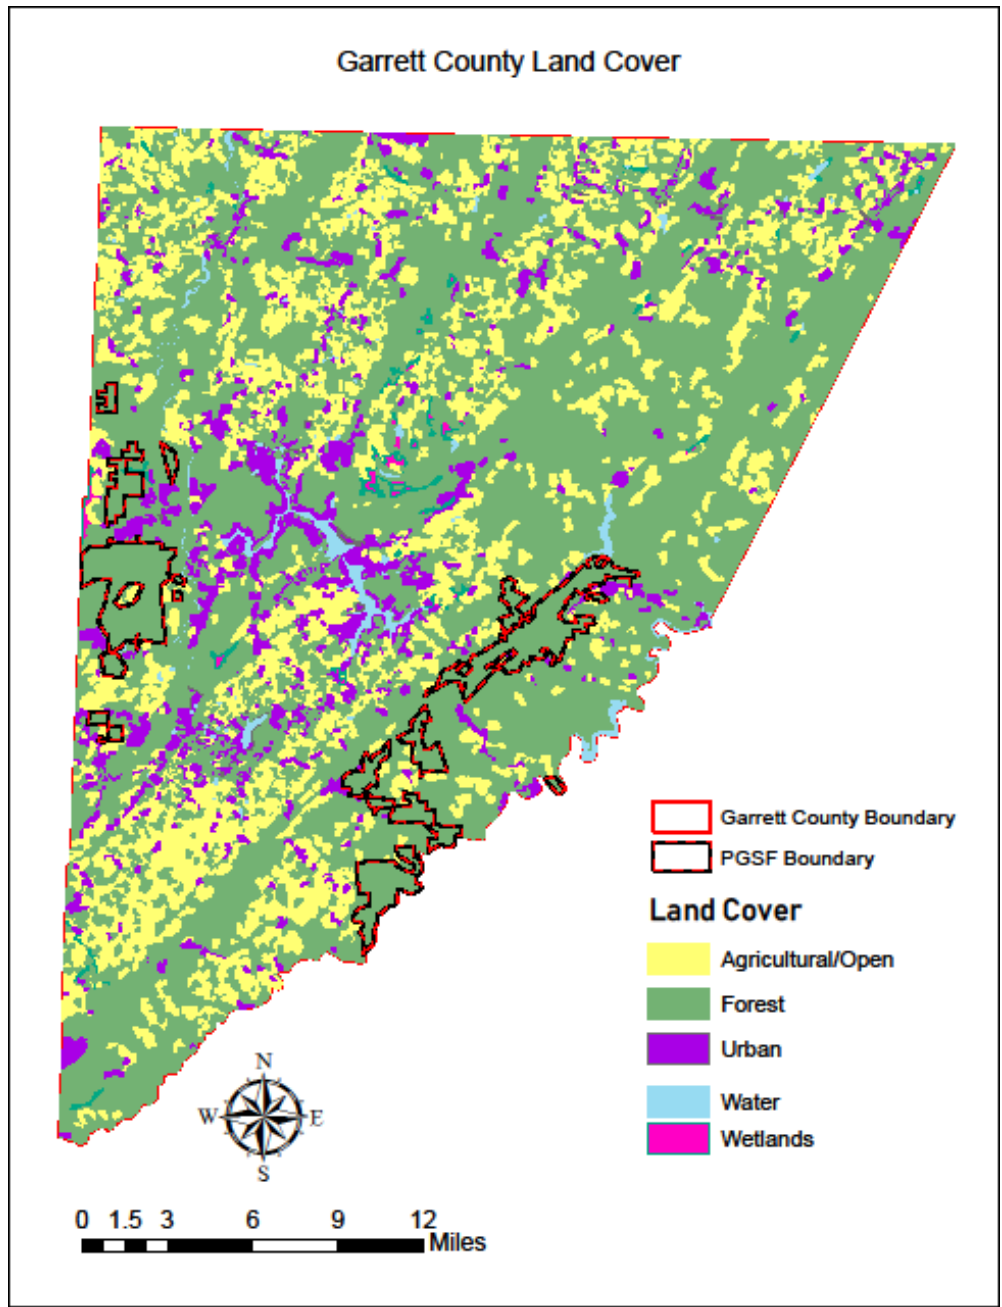 Garrett County Land Cover
Garrett County Boundary
PGSF Boundary
Land Cover
Agricultural/Open
Forest
Urban
Water
Wetlands
N
W E
S
0 1.5 3 6 9 12
Miles